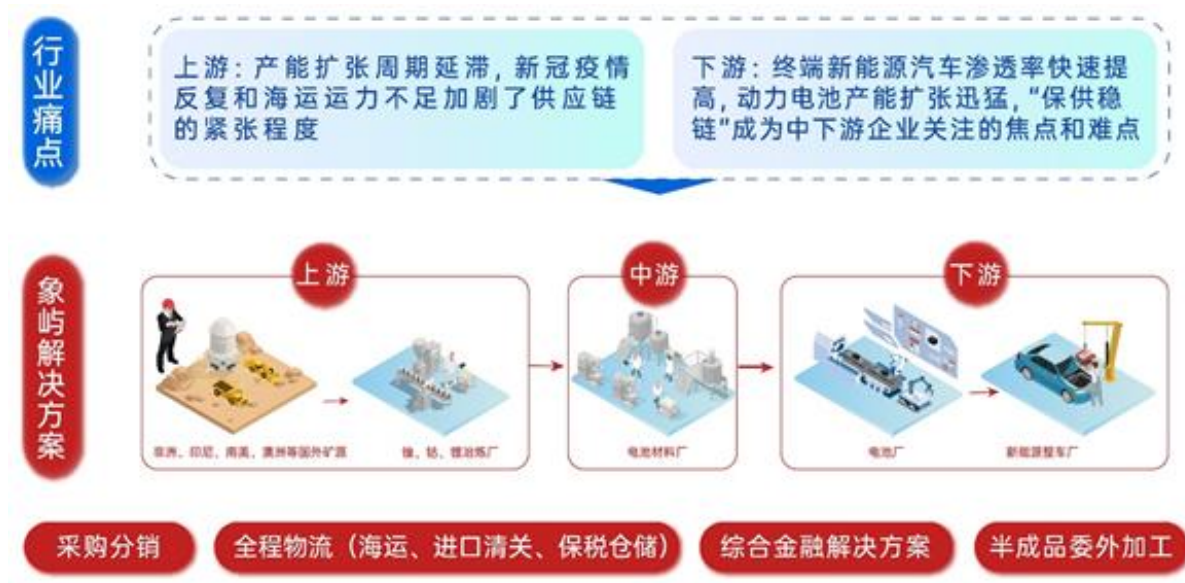 行业痛点
上游：产能扩张周期延滞，新冠疫情
反复和海运运力不足加剧了供应链
的紧张程度
下游：终端新能源汽车渗透率快速提
高，动力电池产能扩张迅猛，“保供稳
链”成为中下游企业关注的焦点和难点
象屿解决方案
上游
中游
下游
非洲、印尼、南美、澳洲等国外矿源
镍、钴、锂冶炼厂
电池材料厂
电池厂
新能源整车厂
采购分销
全程物流（海运、进口清关、保税仓储）
综合金融解决方案
半成品委外加工